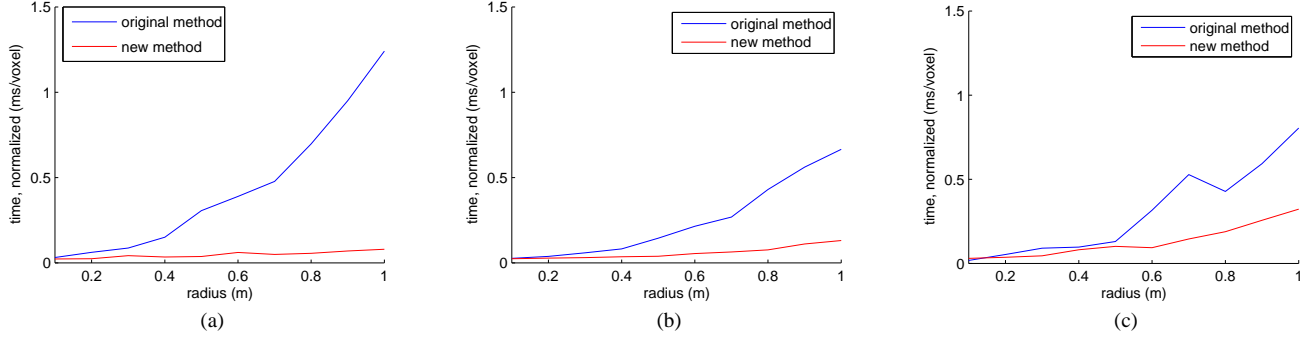 original method
new method
time, normalized (ms/voxel)
1.5
1
0.5
0
0.2
0.4
0.6
0.8
1
radius (m)
(a)
original method
new method
time, normalized (ms/voxel)
1.5
1
0.5
0
0.2
0.4
0.6
0.8
1
radius (m)
(b)
original method
new method
time, normalized (ms/voxel)
1.5
1
0.5
0
0.2
0.4
0.6
0.8
1
radius (m)
(c)